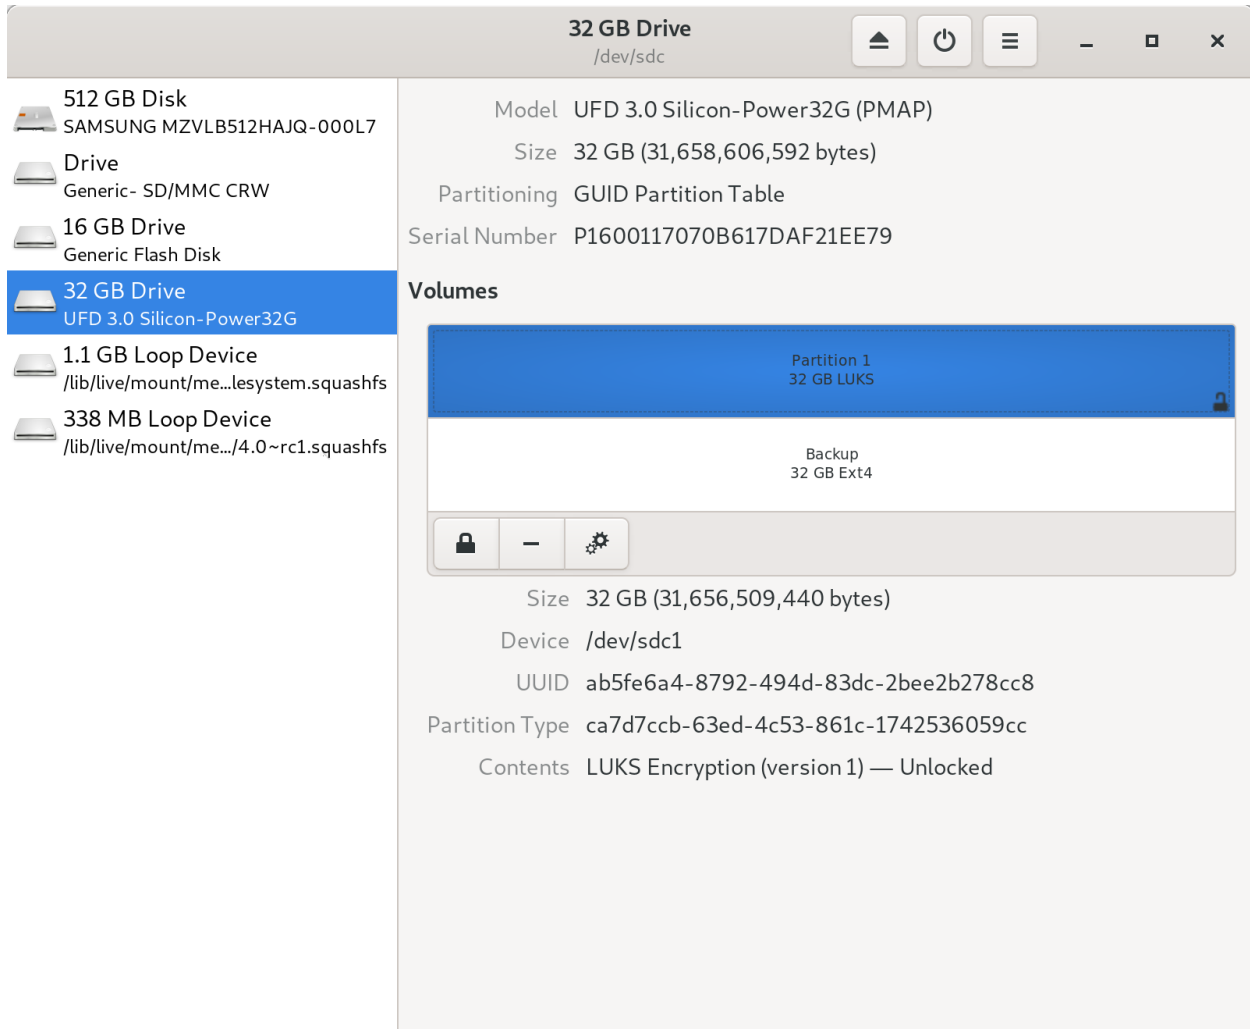 32 GB Drive
/dev/sdc
512 GB Disk
SAMSUNG MZVLB512HAJQ-000L7
Drive
Generic- SD/MMC CRW
16 GB Drive
Generic Flash Disk
32 GB Drive
UFD 3.0 Silicon-Power32G
1.1 GB Loop Device
/lib/live/mount/me...lesystem.squashfs
338 MB Loop Device
/lib/live/mount/me.../4.0~rc1.squashfs
Model UFD 3.0 Silicon-Power32G (PMAP)
Size 32 GB (31,658,606,592 bytes)
Partitioning GUID Partition Table
Serial Number P1600117070B617DAF21EE79
Volumes
Partition 1
32 GB LUKS
Backup
32 GB Ext4
Size 32 GB (31,656,509,440 bytes)
Device /dev/sdc1
UUID ab5fe6a4-8792-494d-83dc-2bee2b278cc8
Partition Type ca7d7ccb-63ed-4c53-861c-1742536059cc
Contents LUKS Encryption (version 1) — Unlocked